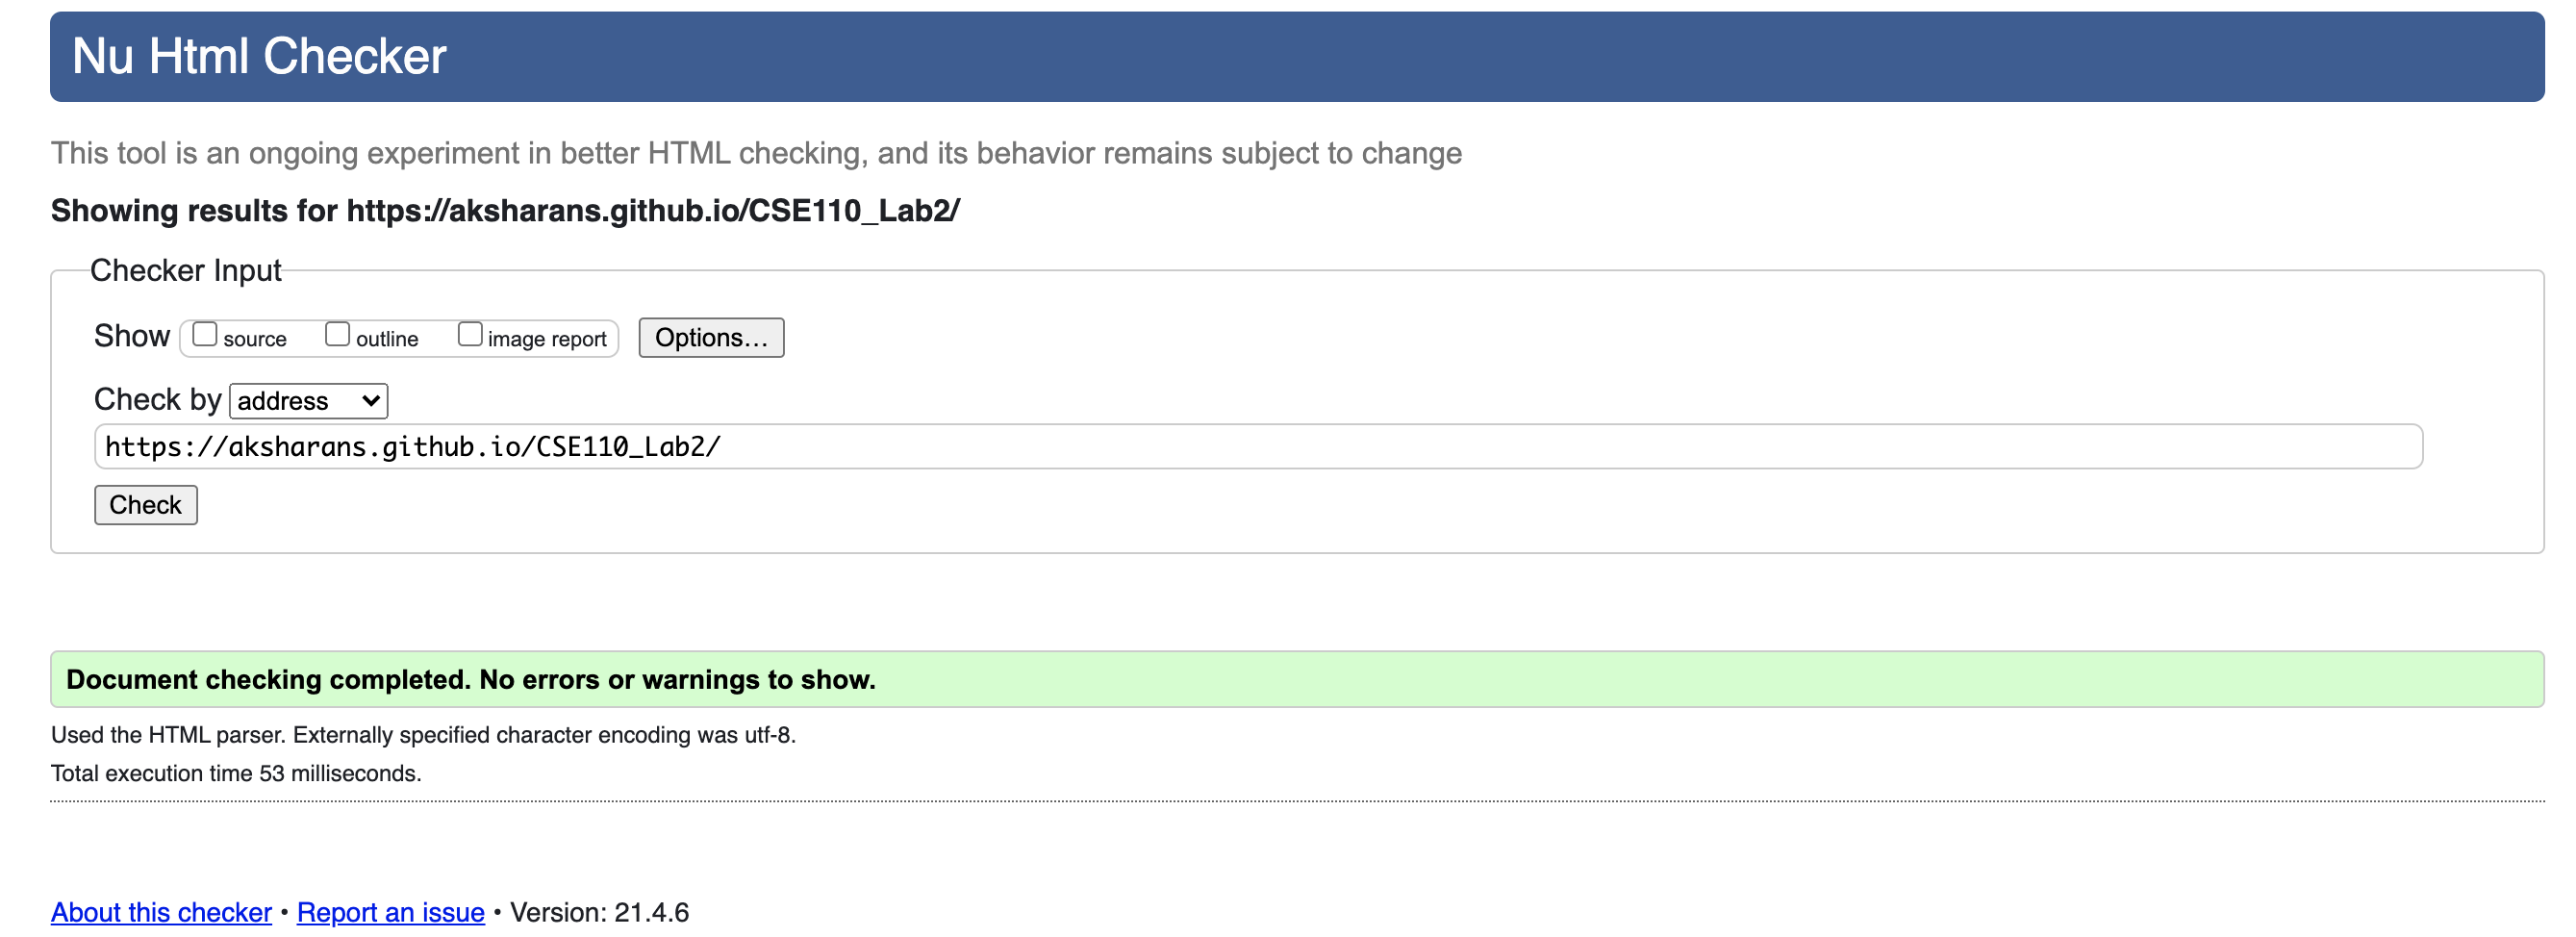 Nu Html Checker
This tool is an ongoing experiment in better HTML checking, and its behavior remains subject to change
Showing results for https://aksharans.github.io/CSE110_Lab2/
Checker Input
Show source outline image report Options...
Check by address
https://aksharans.github.io/CSE110_Lab2/
Check
Document checking completed. No errors or warnings to show.
Used the HTML parser. Externally specified character encoding was utf-8.
Total execution time 53 milliseconds.
About this checker • Report an issue • Version: 21.4.6